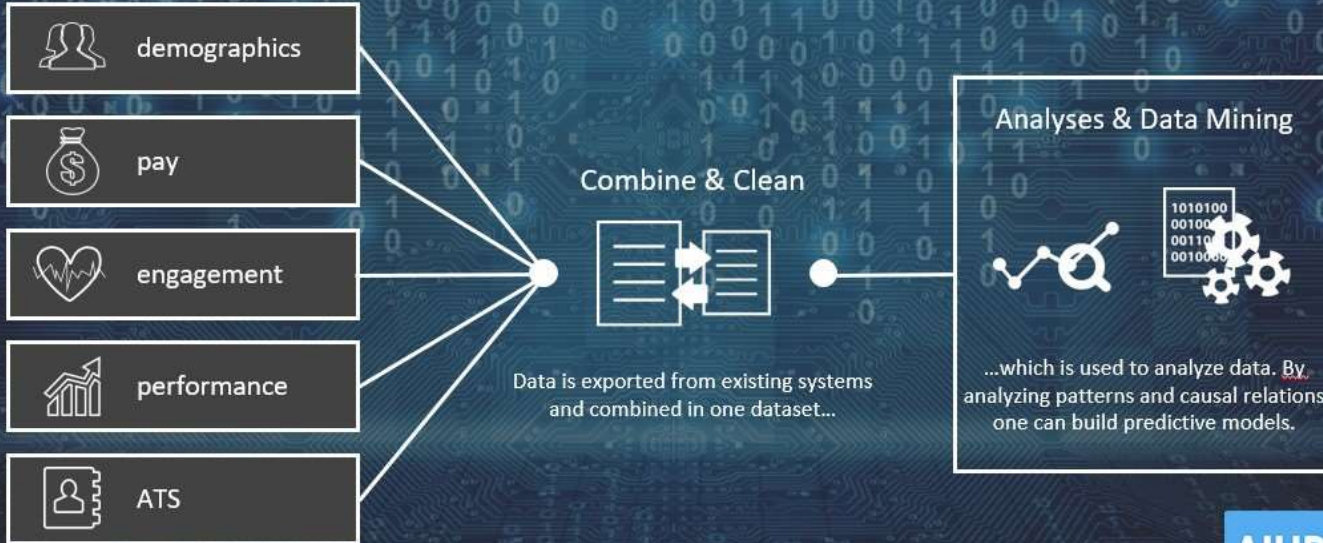 demographics
pay
engagement
performance
ATS
Combine & Clean
Data is exported from existing systems
and combined in one dataset...
Analyses & Data Mining
1010100
...which is used to analyze data. By
analyzing patterns and causal relations
one can build predictive models.